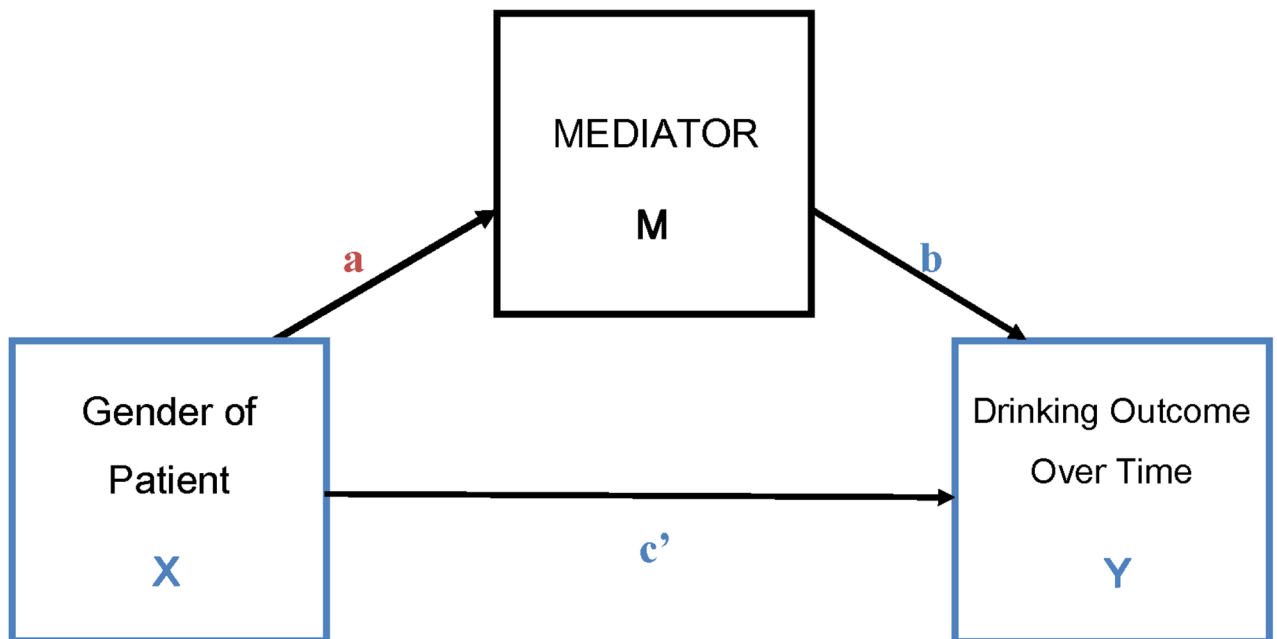 MEDIATOR
M
a
b
Gender of
Patient
X
c’
Drinking Outcome
Over Time
Y